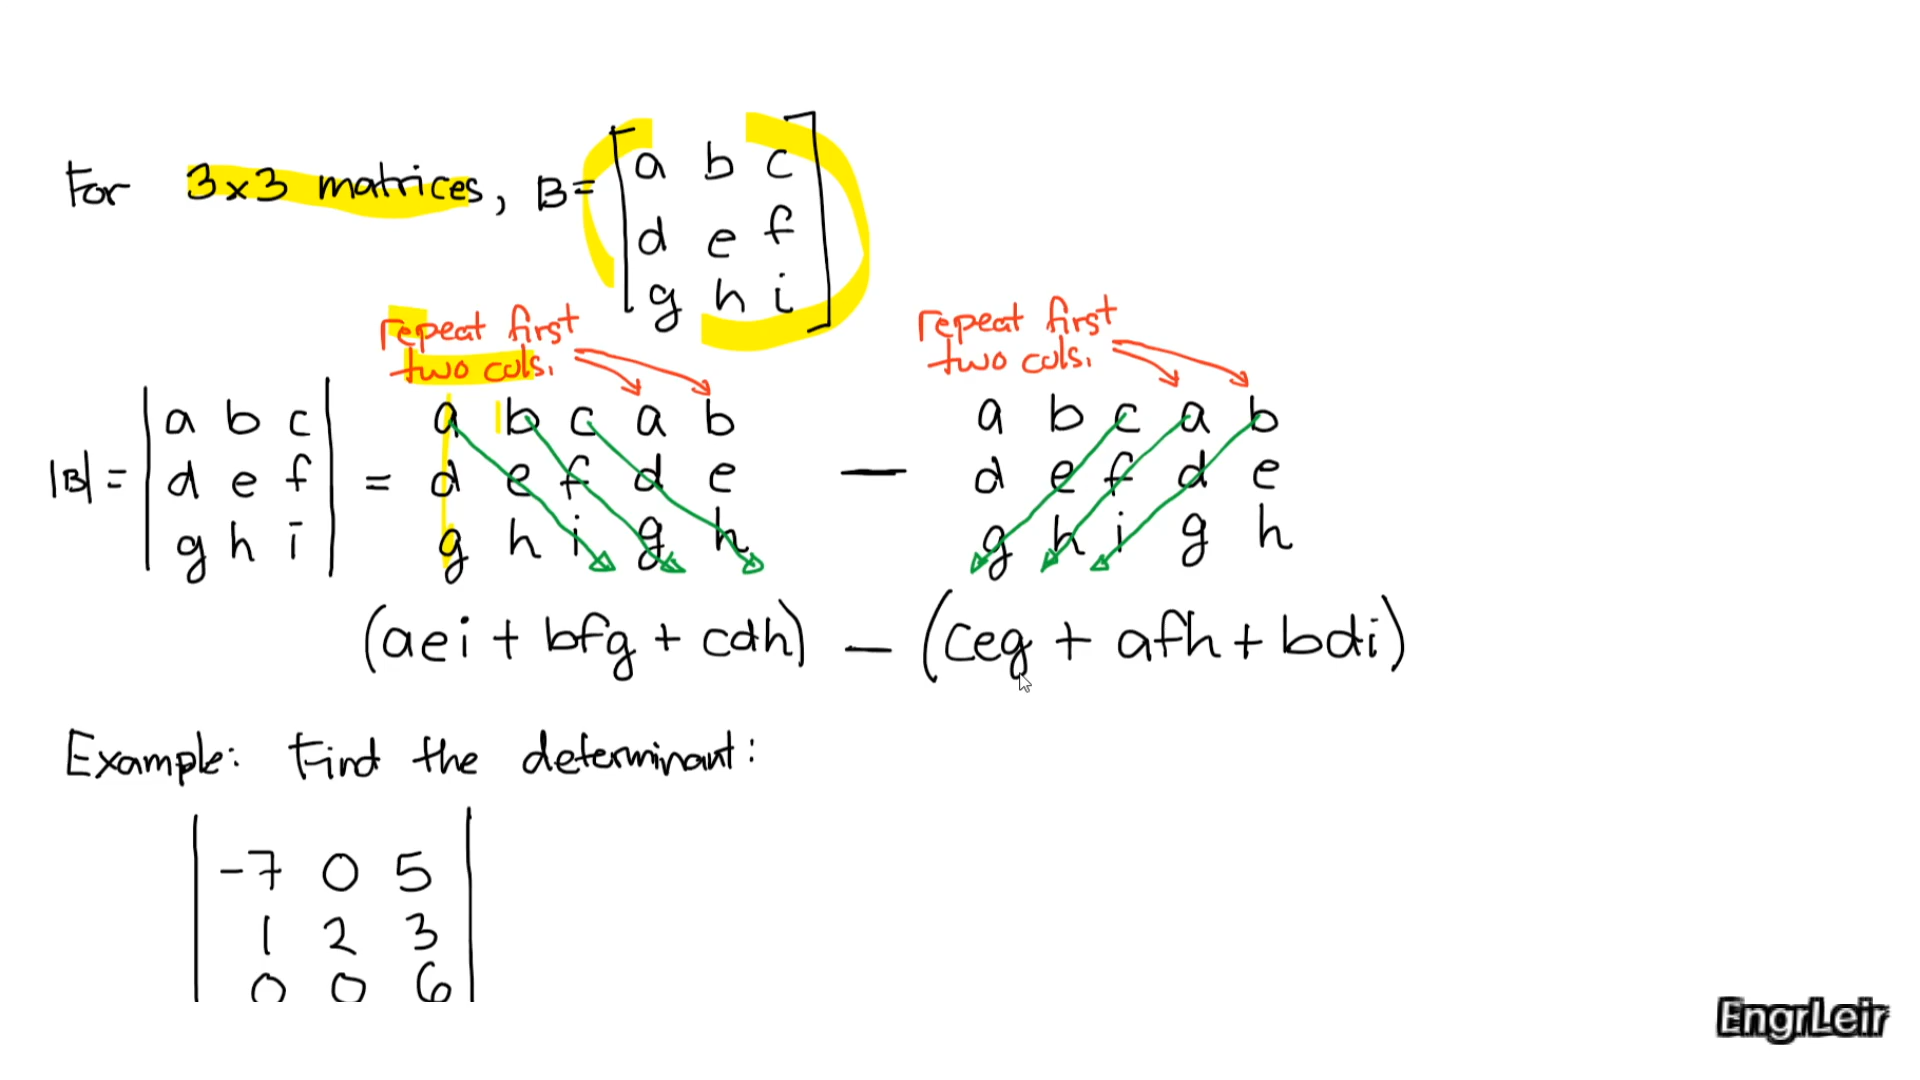 For 3x3 matrices, B= [a b c
d e f
g h i]
repeat first two cols.
repeat first two cols.
|B| = |a b c| = a b c a b — a b c a b
|d e f| d e f d e d e f d e
|g h i| g h i g h g h i g h
(aei + bfg + cdh) — (ceg + afh + bdi)
Example: Find the determinant:
|-7 0 5|
|1 2 3|
|0 0 6|
EngrLeir